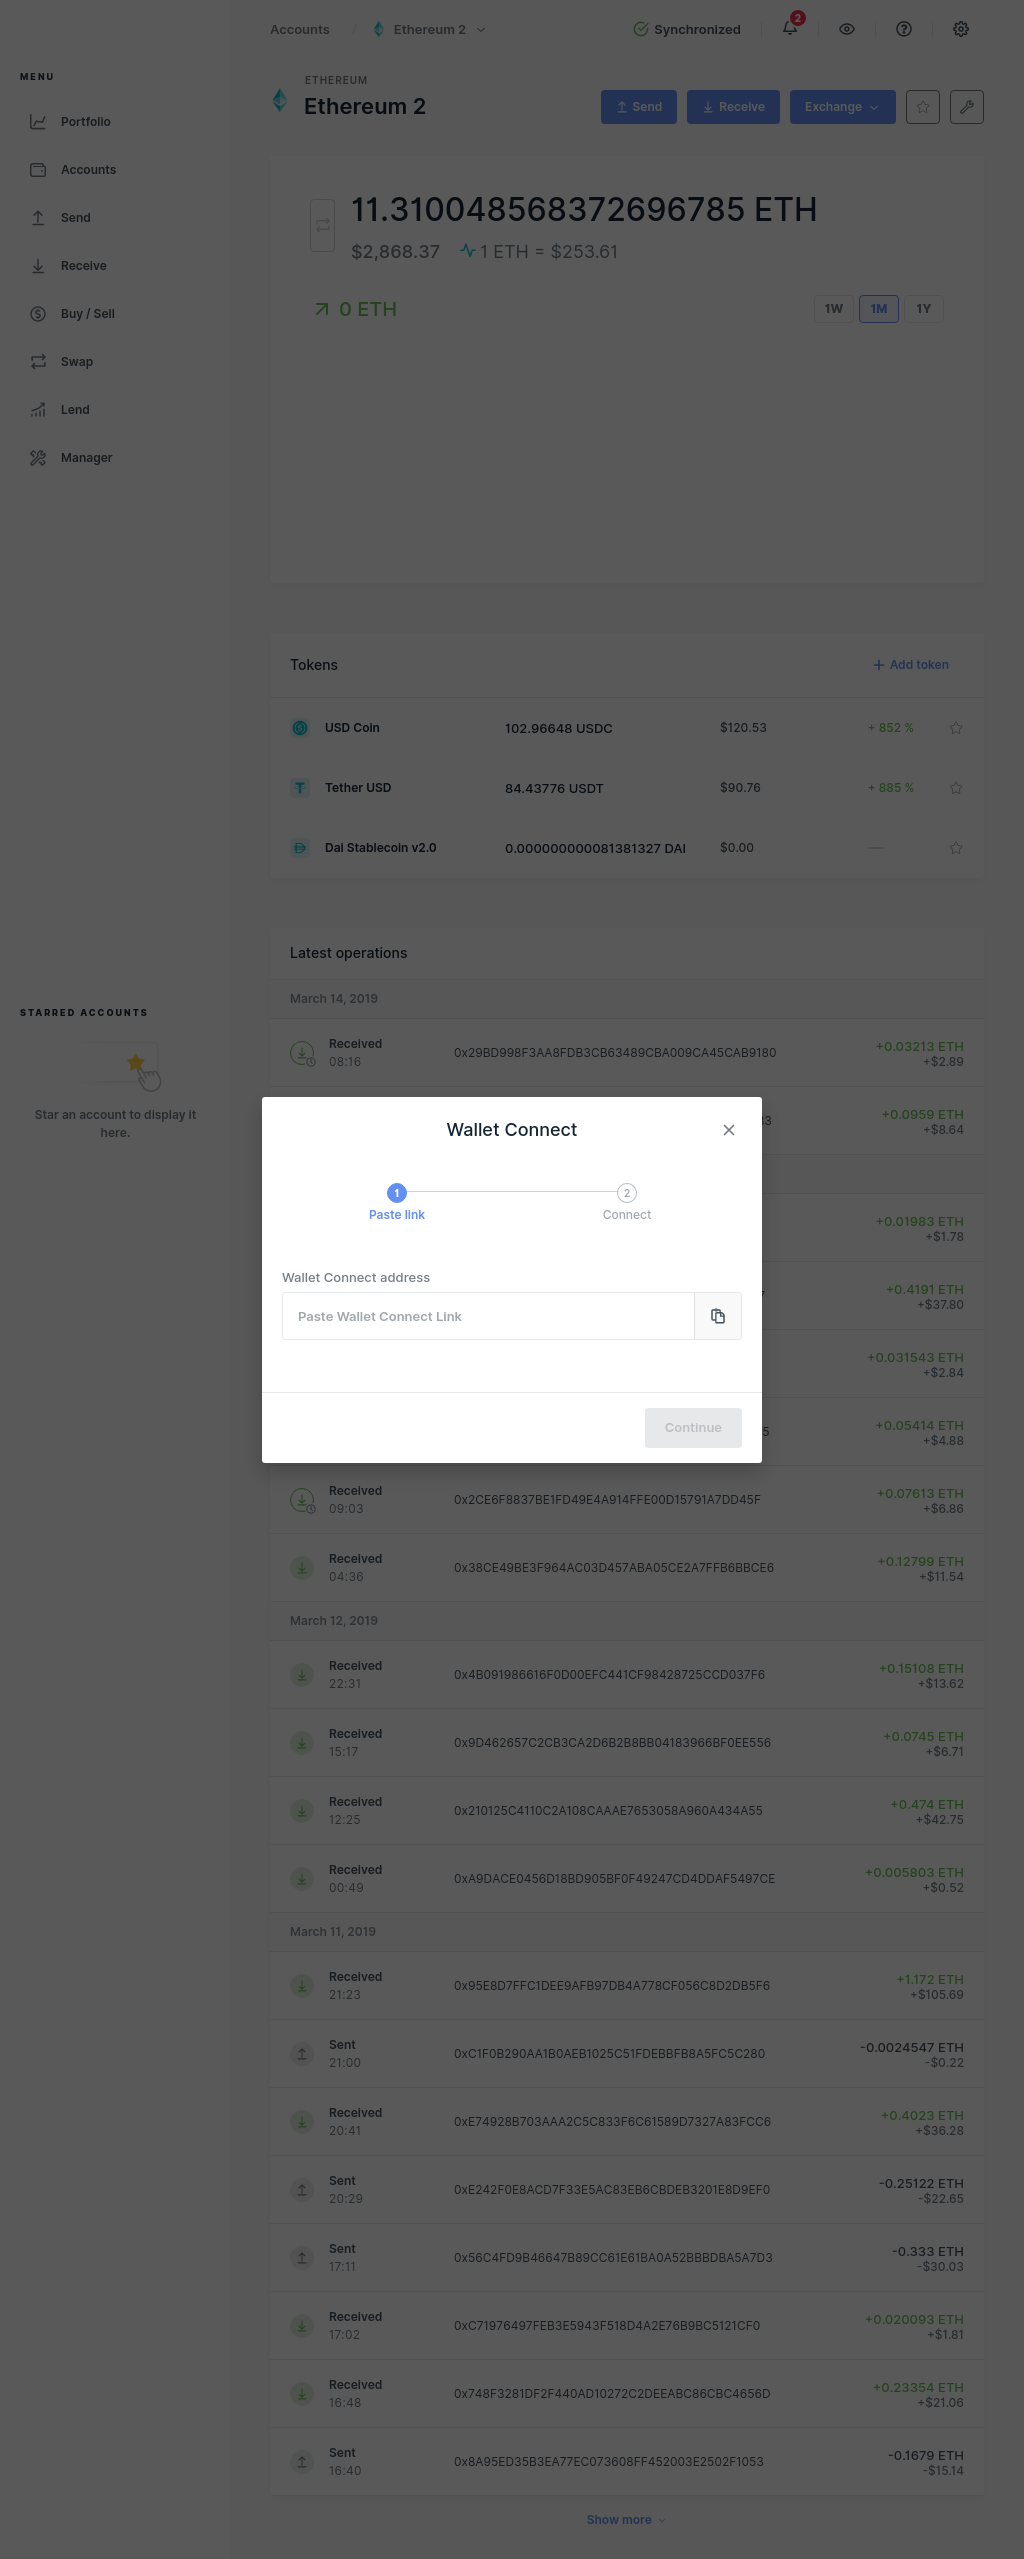 Accounts / Ethereum 2
Synchronized
2
MENU
ETHEREUM
Ethereum 2
Send
Receive
Exchange
Portfolio
Accounts
Send
Receive
Buy / Sell
Swap
Lend
Manager
11.310048568372696785 ETH
$2,868.37
1 ETH = $253.61
0 ETH
1W
1M
1Y
Tokens
+ Add token
USD Coin 102.96648 USDC $120.53 + 852 %
Tether USD 84.43776 USDT $90.76 + 885 %
Dai Stablecoin v2.0 0.000000000081381327 DAI $0.00 —
Latest operations
March 14, 2019
STARRED ACCOUNTS
Star an account to display it
here.
Received
08:16
0x29BD998F3AA8FDB3CB63489CBA009CA45CAB9180
+0.03213 ETH
+$2.89
+0.0959 ETH
+$8.64
Wallet Connect
1
Paste link
2
Connect
Wallet Connect address
Paste Wallet Connect Link
Continue
+0.01983 ETH
+$1.78
+0.4191 ETH
+$37.80
+0.031543 ETH
+$2.84
+0.05414 ETH
+$4.88
Received
09:03
0x2CE6F8837BE1FD49E4A914FFE00D15791A7DD45F
+0.07613 ETH
+$6.86
Received
04:36
0x38CE49BE3F964AC03D457ABA05CE2A7FFB6BBCE6
+0.12799 ETH
+$11.54
March 12, 2019
Received
22:31
0x4B091986616F0D00EFC441CF98428725CCD037F6
+0.15108 ETH
+$13.62
Received
15:17
0x9D462657C2CB3CA2D6B2B8BB04183966BF0EE556
+0.0745 ETH
+$6.71
Received
12:25
0x210125C4110C2A108CAAAE7653058A960A434A55
+0.474 ETH
+$42.75
Received
00:49
0xA9DACE0456D18BD905BF0F49247CD4DDAF5497CE
+0.005803 ETH
+$0.52
March 11, 2019
Received
21:23
0x95E8D7FFC1DEE9AFB97DB4A778CF056C8D2DB5F6
+1.172 ETH
+$105.69
Sent
21:00
0xC1F0B290AA1B0AEB1025C51FDEBBFB8A5FC5C280
-0.0024547 ETH
-$0.22
Received
20:41
0xE74928B703AAA2C5C833F6C61589D7327A83FCC6
+0.4023 ETH
+$36.28
Sent
20:29
0xE242F0E8ACD7F33E5AC83EB6CBDEB3201E8D9EF0
-0.25122 ETH
-$22.65
Sent
17:11
0x56C4FD9B46647B89CC61E61BA0A52BBBDBA5A7D3
-0.333 ETH
-$30.03
Received
17:02
0xC71976497FEB3E5943F518D4A2E76B9BC5121CF0
+0.020093 ETH
+$1.81
Received
16:48
0x748F3281DF2F440AD10272C2DEEABC86CBC4656D
+0.23354 ETH
+$21.06
Sent
16:40
0x8A95ED35B3EA77EC073608FF452003E2502F1053
-0.1679 ETH
-$15.14
Show more